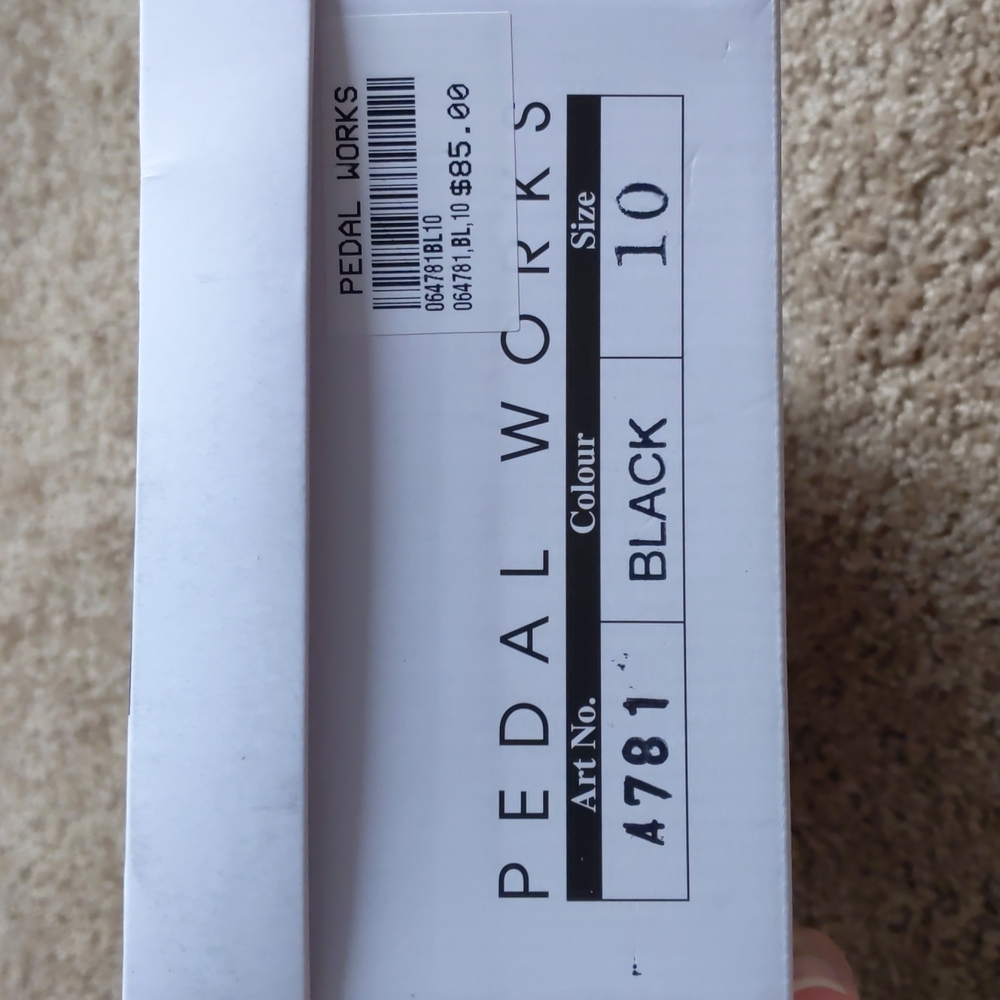 PEDAL WORKS
064781BL10
064781,BL,10 $85.00
PEDAL WORKS
Art No. Colour Size
4781 BLACK 10